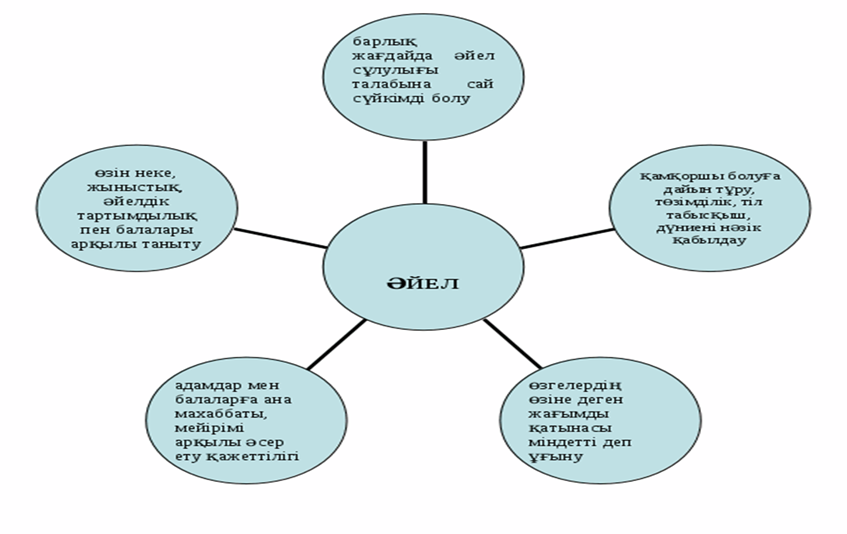 барлық
жағдайда әйел
сұлулығы
талабына сай
сүйкімді болу
өзін неке,
жыныстық,
әйелдік
тартымдылық
пен балалары
арқылы таныту
қамқоршы болуға
дайын тұру,
төзімділік, тіл
табысқыш,
дүниені нәзік
қабылдау
ӘЙЕЛ
адамдар мен
балаларға ана
махаббаты,
мейірімі
арқылы әсер
ету қажеттілігі
өзгелердің
өзіне деген
жағымды
қатынасы
міндетті деп
ұғыну